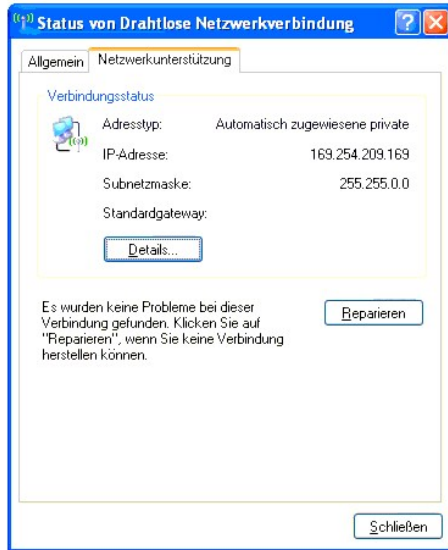 Status von Drahtlose Netzwerkverbindung
Allgemein Netzwerkunterstützung
Verbindungsstatus
Adresstyp: Automatisch zugewiesene private
IP-Adresse: 169.254.209.169
Subnetzmaske: 255.255.0.0
Standardgateway:
Details...
Es wurden keine Probleme bei dieser
Verbindung gefunden. Klicken Sie auf
"Reparieren", wenn Sie keine Verbindung
herstellen können.
Reparieren
Schließen